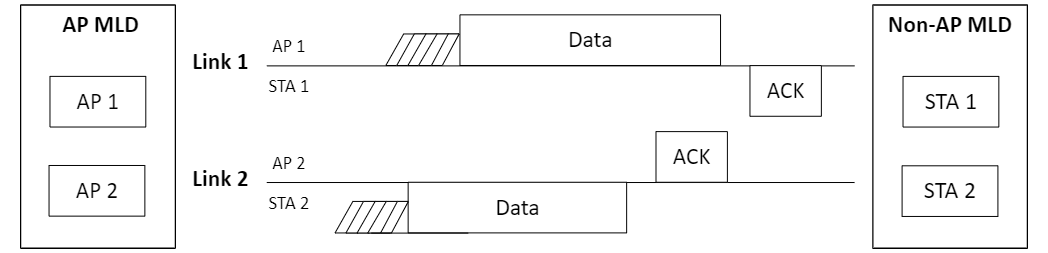 AP MLD
AP 1
AP 2
Link 1
AP 1
STA 1
Data
ACK
Link 2
AP 2
STA 2
ACK
Data
Non-AP MLD
STA 1
STA 2